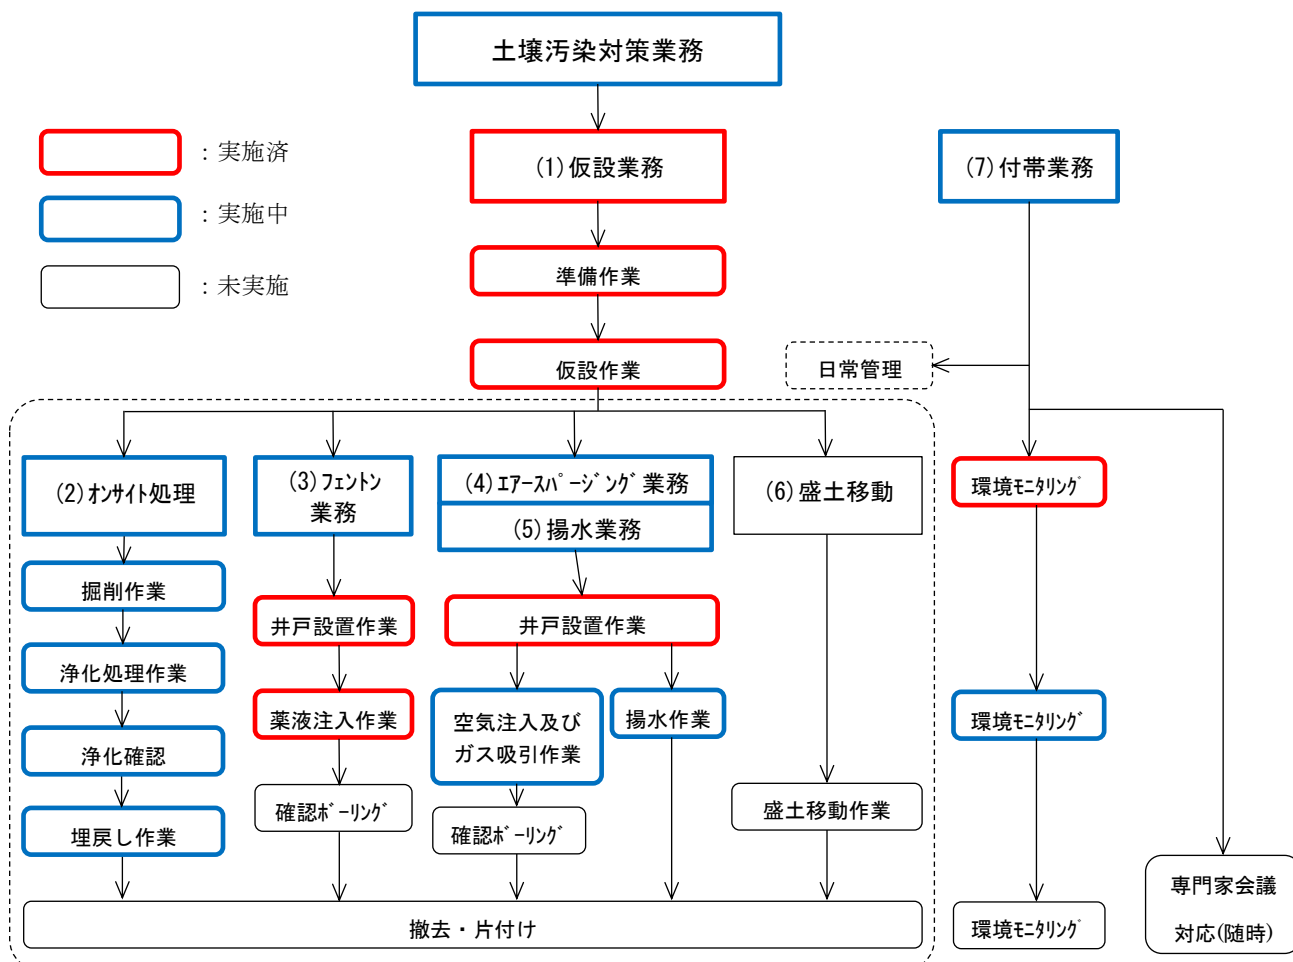 土壌汚染対策業務
：実施済
：実施中
：未実施
(1)仮設業務
(7)付帯業務
準備作業
仮設作業
日常管理
(2)ｵﾝｻｲﾄ処理
(3)ﾌｪﾝﾄﾝ
業務
(4)ｴｱｰｽﾊﾟｰｼﾞﾝｸﾞ業務
(5)揚水業務
(6)盛土移動
環境ﾓﾆﾀﾘﾝｸﾞ
掘削作業
井戸設置作業
井戸設置作業
浄化処理作業
薬液注入作業
空気注入及び
ガス吸引作業
揚水作業
環境ﾓﾆﾀﾘﾝｸﾞ
浄化確認
確認ﾎﾞｰﾘﾝｸﾞ
確認ﾎﾞｰﾘﾝｸﾞ
盛土移動作業
埋戻し作業
撤去・片付け
環境ﾓﾆﾀﾘﾝｸﾞ
専門家会議
対応(随時)